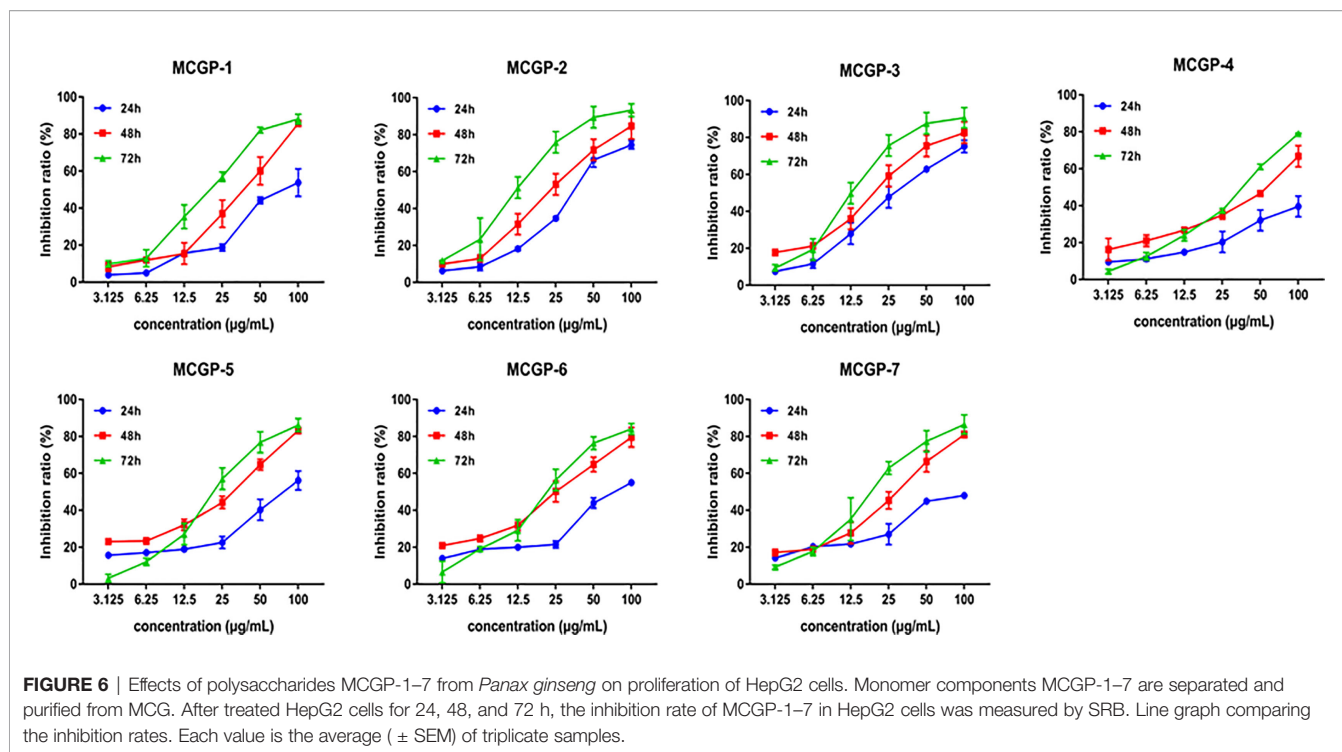 MCGP-1
Inhibition ratio (%)
100
80
60
40
20
0
24h
48h
72h
3.125 6.25 12.5 25 50 100
concentration (µg/mL)
MCGP-2
Inhibition ratio (%)
100
80
60
40
20
0
24h
48h
72h
3.125 6.25 12.5 25 50 100
concentration (µg/mL)
MCGP-3
Inhibition ratio (%)
100
80
60
40
20
0
24h
48h
72h
3.125 6.25 12.5 25 50 100
concentration (µg/mL)
MCGP-4
Inhibition ratio (%)
100
80
60
40
20
0
24h
48h
72h
3.125 6.25 12.5 25 50 100
concentration (µg/mL)
MCGP-5
Inhibition ratio (%)
100
80
60
40
20
0
24h
48h
72h
3.125 6.25 12.5 25 50 100
concentration (µg/mL)
MCGP-6
Inhibition ratio (%)
100
80
60
40
20
0
24h
48h
72h
3.125 6.25 12.5 25 50 100
concentration (µg/mL)
MCGP-7
Inhibition ratio (%)
100
80
60
40
20
0
24h
48h
72h
3.125 6.25 12.5 25 50 100
concentration (µg/mL)
FIGURE 6 | Effects of polysaccharides MCGP-1–7 from Panax ginseng on proliferation of HepG2 cells. Monomer components MCGP-1–7 are separated and
purified from MCG. After treated HepG2 cells for 24, 48, and 72 h, the inhibition rate of MCGP-1–7 in HepG2 cells was measured by SRB. Line graph comparing
the inhibition rates. Each value is the average ( ± SEM) of triplicate samples.